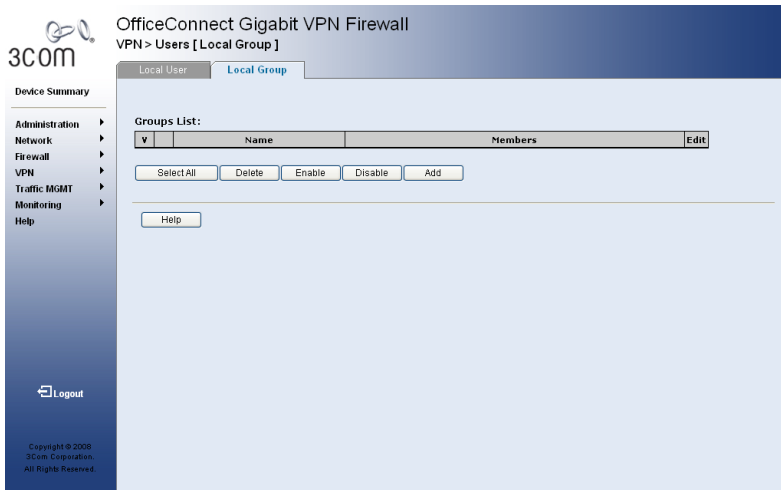 3COM
OfficeConnect Gigabit VPN Firewall
VPN > Users [ Local Group ]
Local User
Local Group
Device Summary
Administration
Network
Firewall
VPN
Traffic MGMT
Monitoring
Help
Logout
Copyright © 2008
3Com Corporation.
All Rights Reserved.
Groups List:
V Name Members Edit
Select All Delete Enable Disable Add
Help